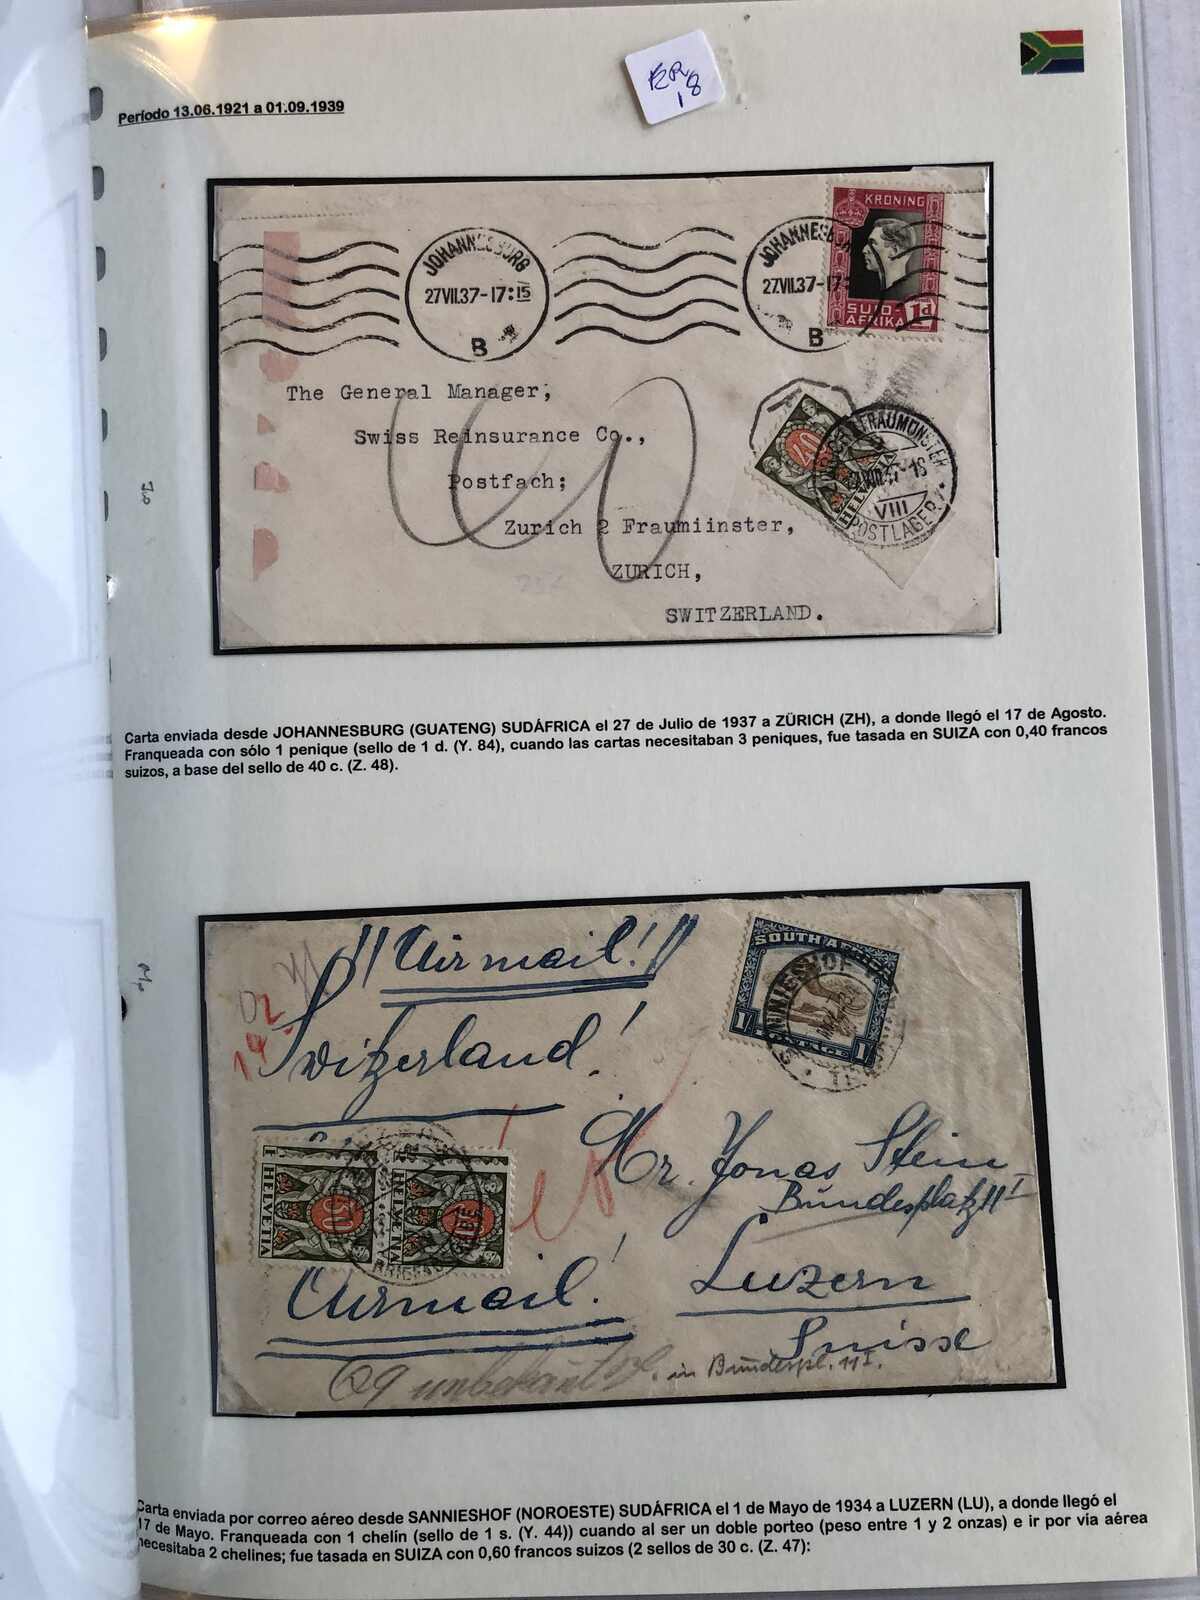 ER
18
Período 13.06.1921 a 01.09.1939
JOHANNESBURG
27VII.37-17:15
B
JOHANNESBURG
27.VII.37-17:
B
KRONING
SUID-
AFRIKA 1d
The General Manager,
Swiss Reinsurance Co.,
Postfach;
Zurich 2 Fraumiinster,
ZURICH,
SWITZERLAND.
T
40
HELVETIA
FRAUMÜNSTER
VIII
POSTLAGER
Carta enviada desde JOHANNESBURG (GUATENG) SUDÁFRICA el 27 de Julio de 1937 a ZÜRICH (ZH), a donde llegó el 17 de Agosto.
Franqueada con sólo 1 penique (sello de 1 d. (Y. 84), cuando las cartas necesitaban 3 peniques, fue tasada en SUIZA con 0,40 francos
suizos, a base del sello de 40 c. (Z. 48).
!! Airmail!!!
Switzerland!
SOUTH AFRICA
1/- POSTAGE 1/-
Hr. Jonas Stein
Bundesplatz 11 I
Luzern
Suisse
HELVETIA
30
HELVETIA
Airmail!
69 unbekannt
in Bundespl. 11 I.
Carta enviada por correo aéreo desde SANNIESHOF (NOROESTE) SUDÁFRICA el 1 de Mayo de 1934 a LUZERN (LU), a donde llegó el
17 de Mayo. Franqueada con 1 chelín (sello de 1 s. (Y. 44)) cuando al ser un doble porteo (peso entre 1 y 2 onzas) e ir por vía aérea
necesitaba 2 chelines; fue tasada en SUIZA con 0,60 francos suizos (2 sellos de 30 c. (Z. 47):